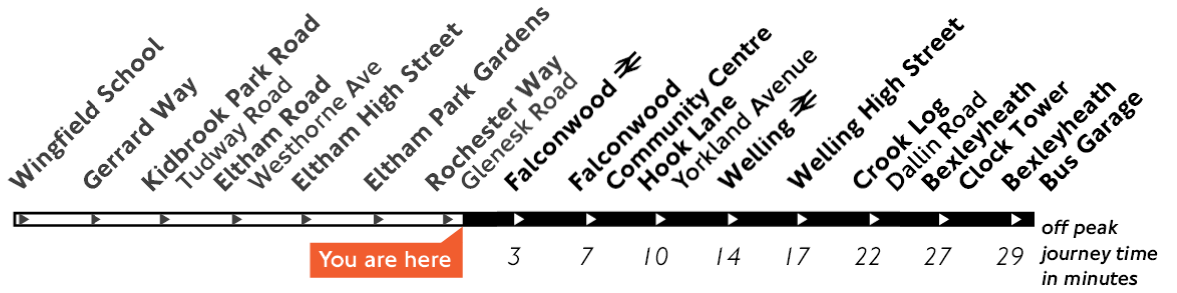 Wingfield School
Gerrard Way
Kidbrook Park Road
Tudway Road
Eltham Road
Westhorne Ave
Eltham High Street
Eltham Park Gardens
Rochester Way
Glenesk Road
Falconwood
Falconwood
Community Centre
Hook Lane
Yorkland Avenue
Welling
Welling High Street
Crook Log
Dallin Road
Bexleyheath
Clock Tower
Bexleyheath
Bus Garage
You are here
3 7 10 14 17 22 27 29
off peak
journey time
in minutes